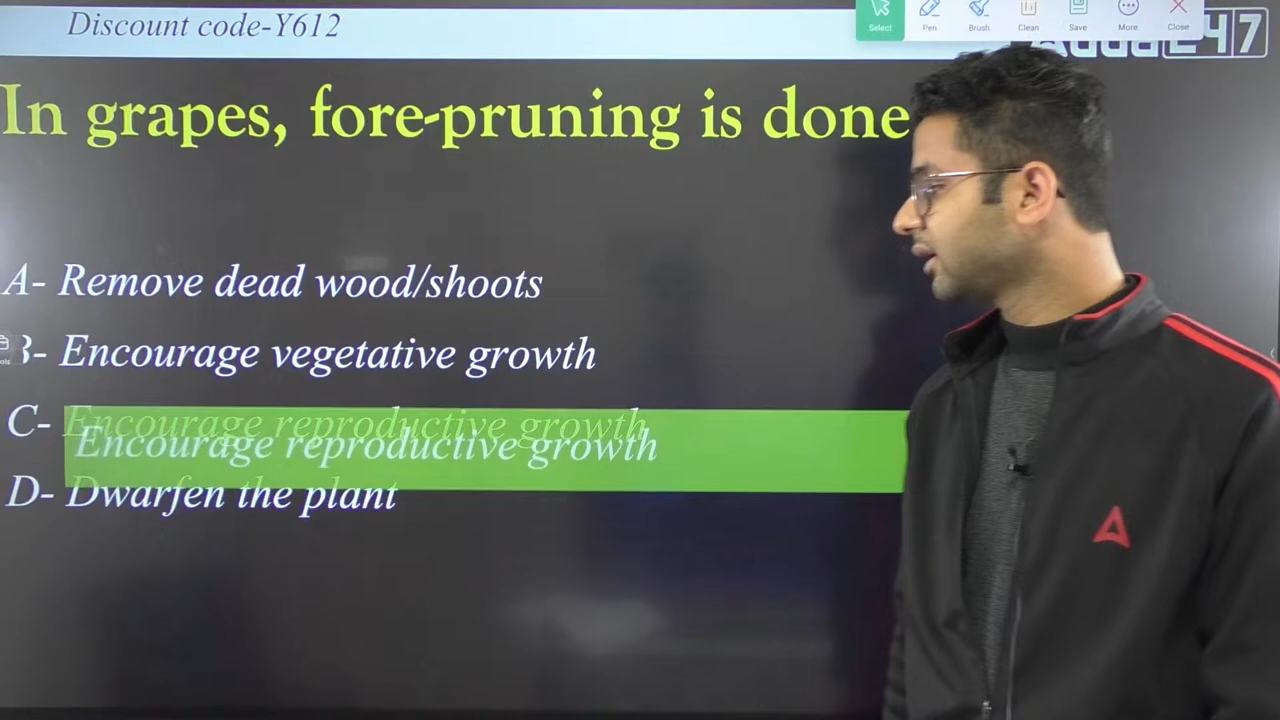 Discount code-Y612
Select Pen Brush Clean Save More Close
247
In grapes, fore-pruning is done
A- Remove dead wood/shoots
B- Encourage vegetative growth
C- Encourage reproductive growth
Encourage reproductive growth
D- Dwarfen the plant